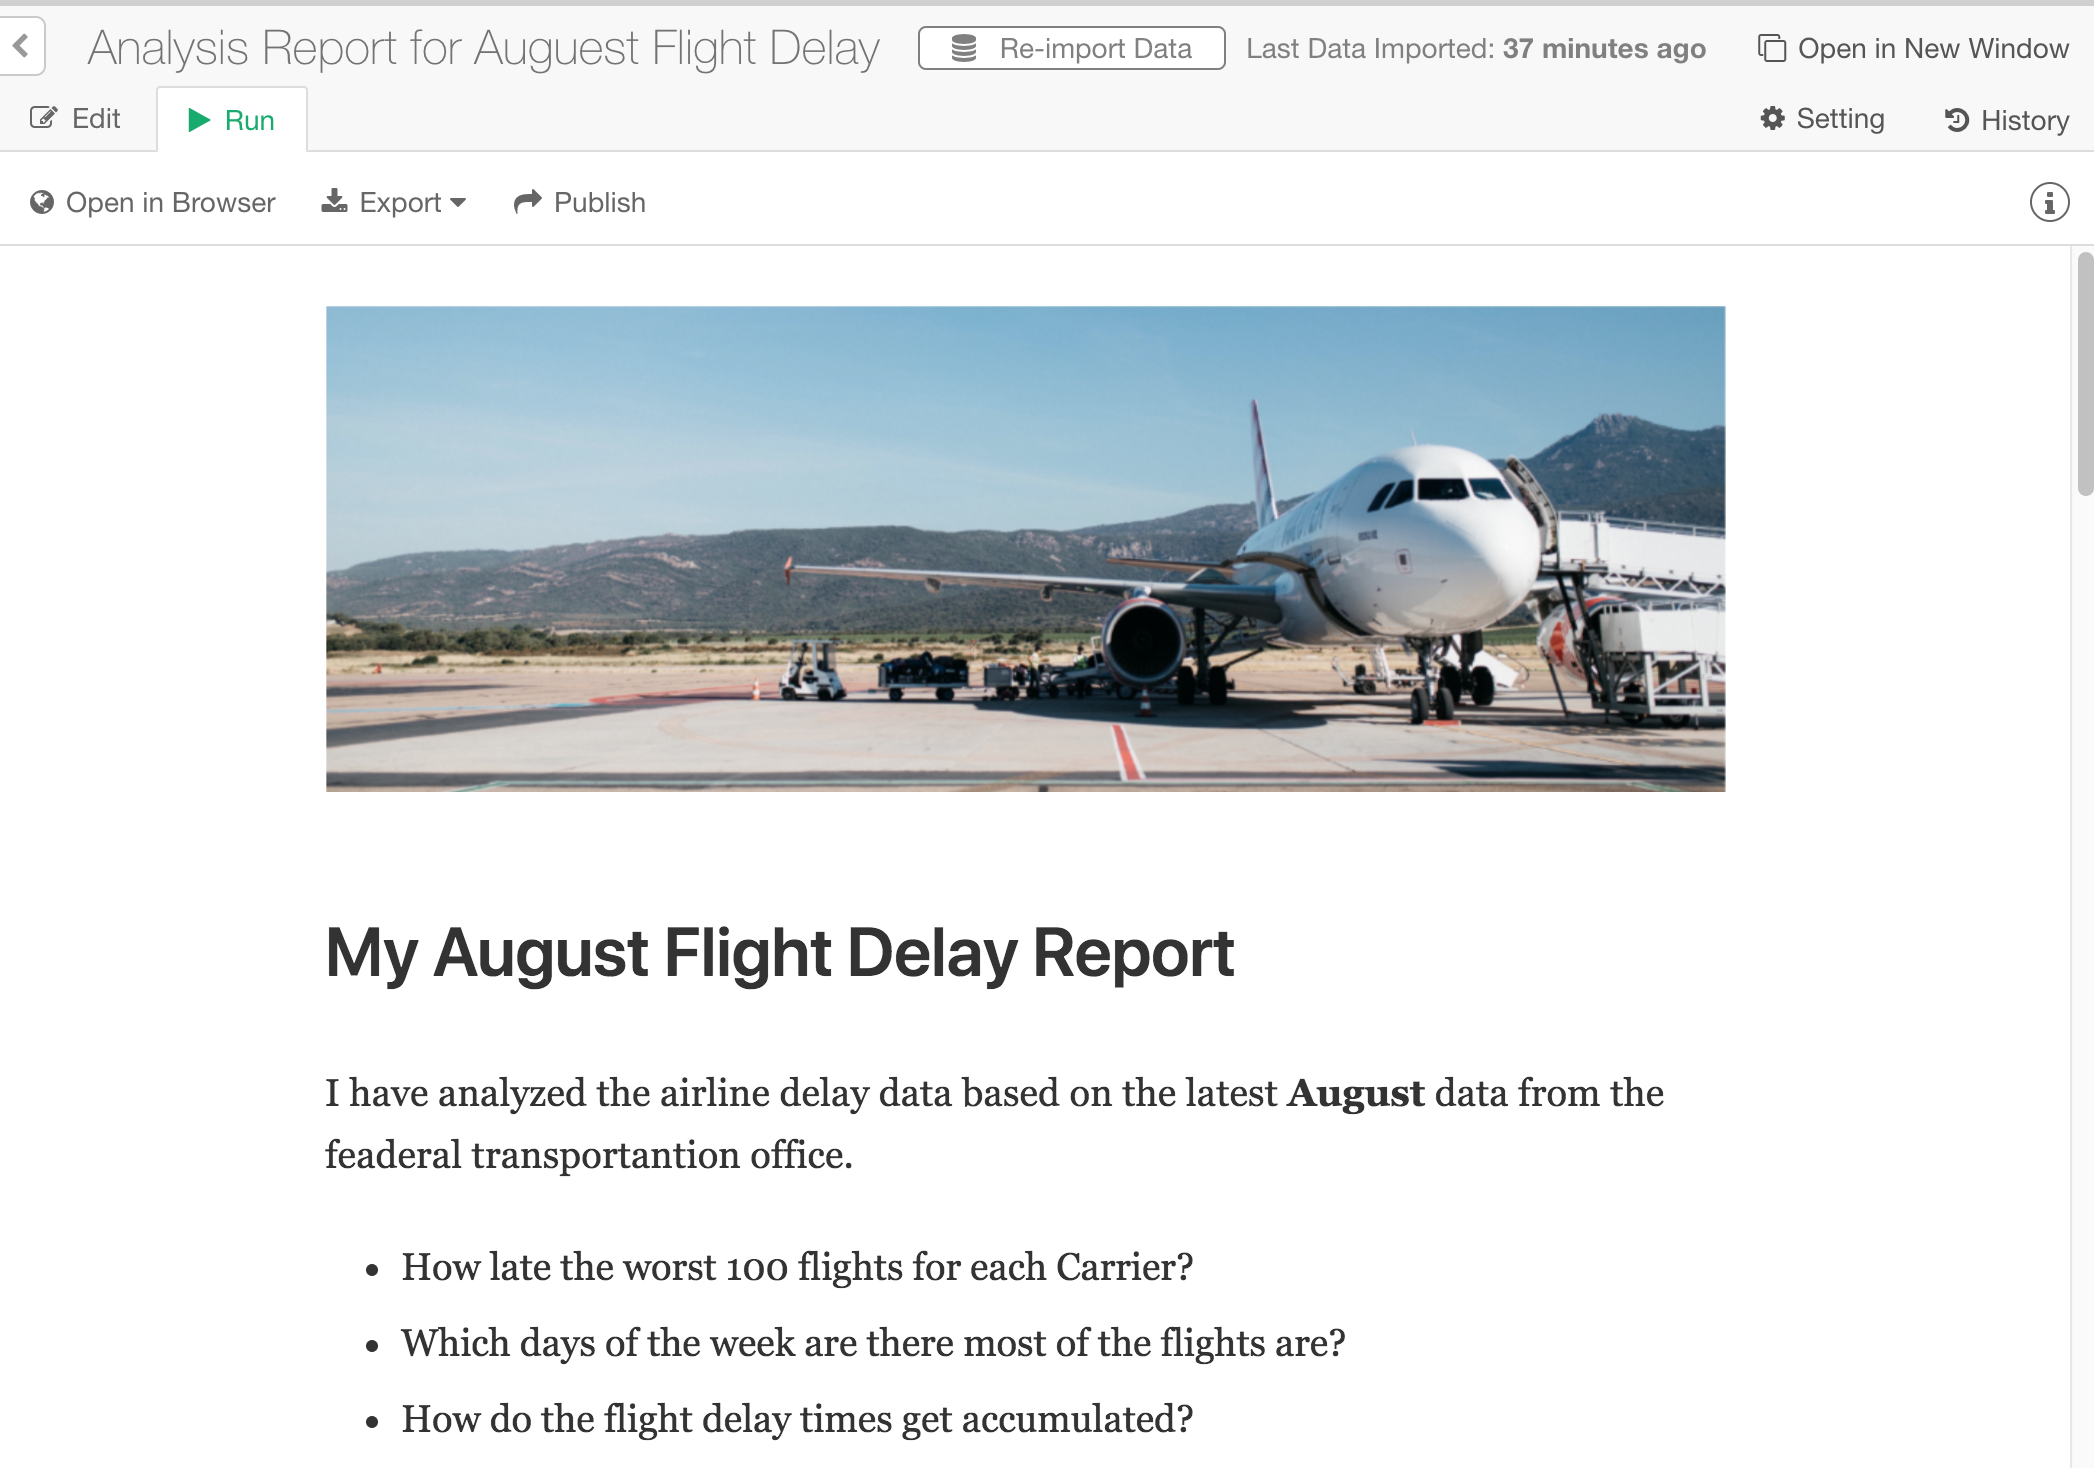 Analysis Report for Auguest Flight Delay
Re-import Data
Last Data Imported: 37 minutes ago
Open in New Window
Edit
Run
Setting
History
Open in Browser
Export
Publish
My August Flight Delay Report
I have analyzed the airline delay data based on the latest August data from the
feaderal transportantion office.
• How late the worst 100 flights for each Carrier?
• Which days of the week are there most of the flights are?
• How do the flight delay times get accumulated?